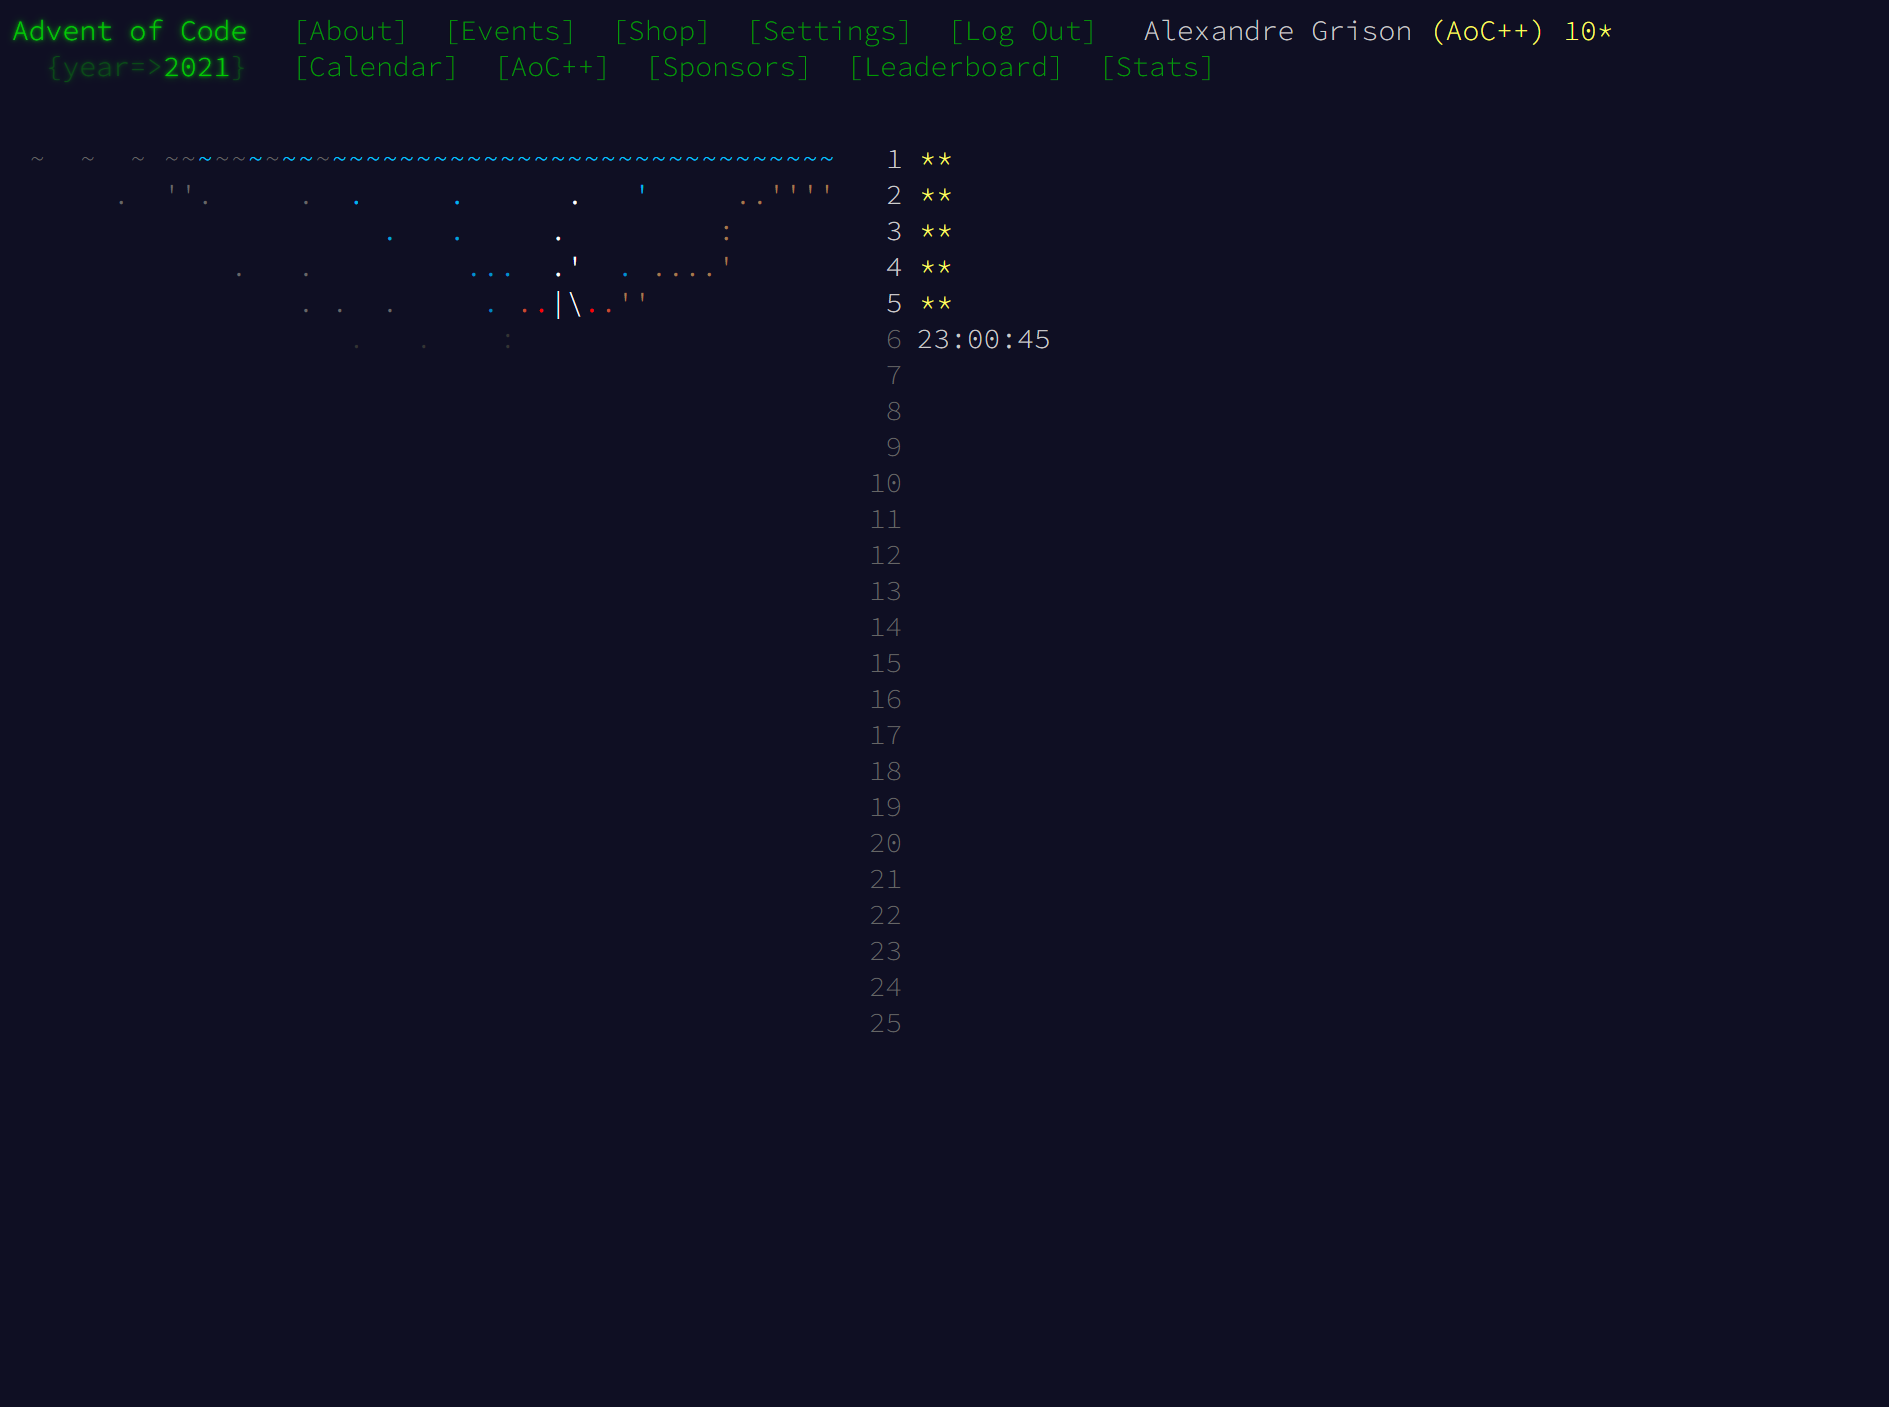 Advent of Code [About] [Events] [Shop] [Settings] [Log Out] Alexandre Grison (AoC++) 10*
{year=>2021} [Calendar] [AoC++] [Sponsors] [Leaderboard] [Stats]
~  ~  ~ ~~~~~~~~~~~~~~~~~~~~~~~~~~~~~~~~~~~~~~~~ 1 **
     .  ''.     .  .     .      .   '     ..'''' 2 **
                     .   .     .         :       3 **
            .   .         ...  .'  . ....'       4 **
                . .  .     . ..|\..''            5 **
                   .   .    :                    6 23:00:45
7
8
9
10
11
12
13
14
15
16
17
18
19
20
21
22
23
24
25